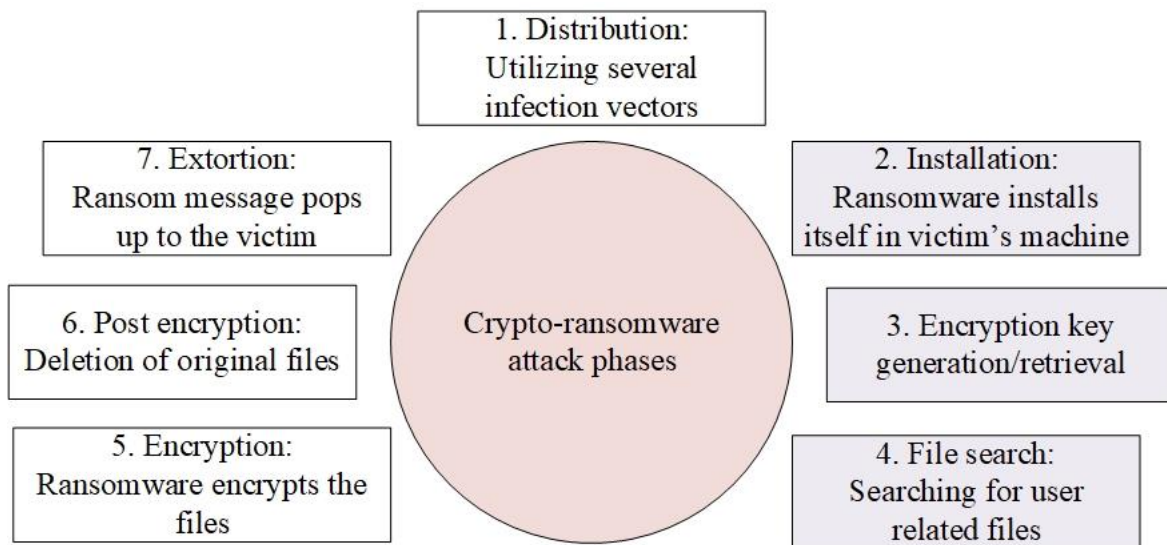 1. Distribution:
Utilizing several
infection vectors
2. Installation:
Ransomware installs
itself in victim’s machine
3. Encryption key
generation/retrieval
4. File search:
Searching for user
related files
5. Encryption:
Ransomware encrypts the
files
6. Post encryption:
Deletion of original files
7. Extortion:
Ransom message pops
up to the victim
Crypto-ransomware
attack phases